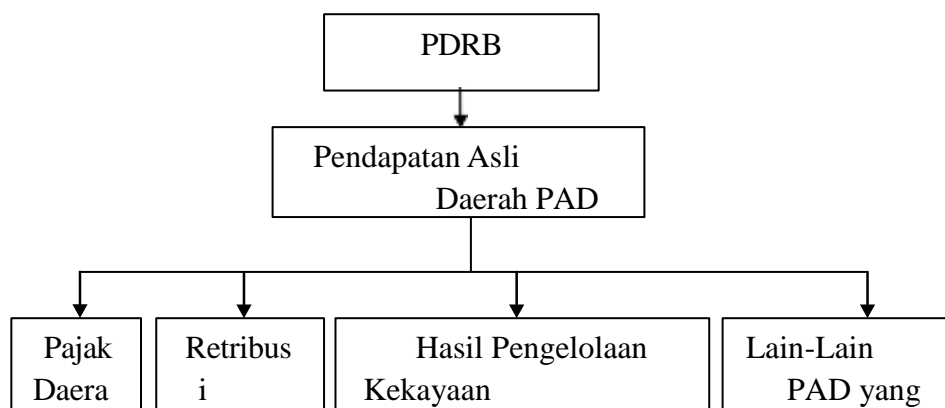 PDRB
Pendapatan Asli
Daerah PAD
Pajak
Daera
Retribus
i
Hasil Pengelolaan
Kekayaan
Lain-Lain
PAD yang